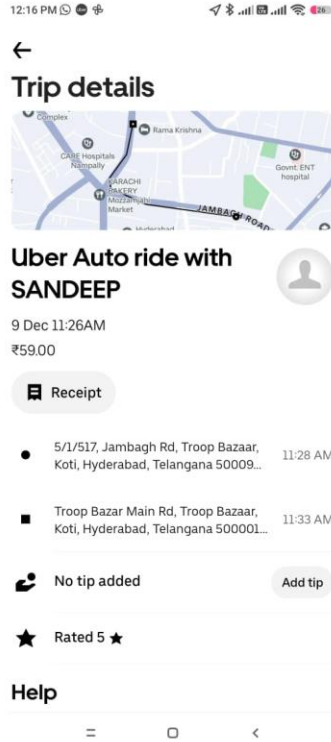 12:16 PM
26
Trip details
Complex
Rama Krishna
CARE Hospitals
Nampally
Govnt. ENT
hospital
KARACHI
BAKERY
Mozzamjahi
Market
JAMBAGH ROAD
Hyderabad
Uber Auto ride with
SANDEEP
9 Dec 11:26AM
₹59.00
Receipt
5/1/517, Jambagh Rd, Troop Bazaar,
Koti, Hyderabad, Telangana 50009...
11:28 AM
Troop Bazar Main Rd, Troop Bazaar,
Koti, Hyderabad, Telangana 500001...
11:33 AM
No tip added
Add tip
Rated 5 ★
Help